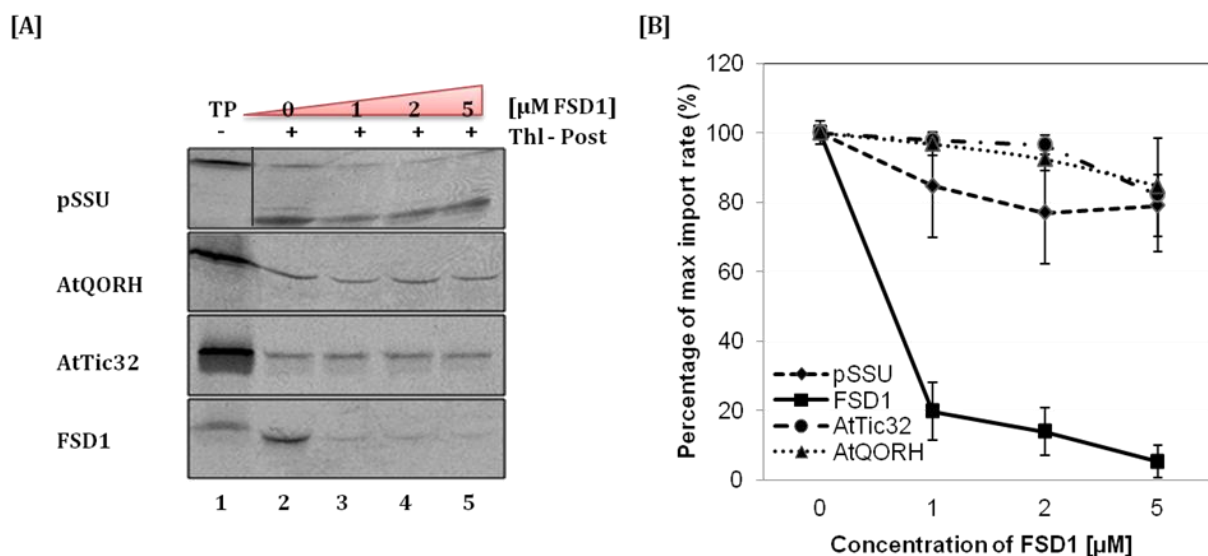 [A]
TP 0 1 2 5 [µM FSD1]
- + + + + Thl - Post
pSSU
AtQORH
AtTic32
FSD1
1 2 3 4 5
[B]
Percentage of max import rate (%)
120
100
80
60
40
20
0
pSSU
FSD1
AtTic32
AtQORH
0 1 2 5
Concentration of FSD1 [µM]